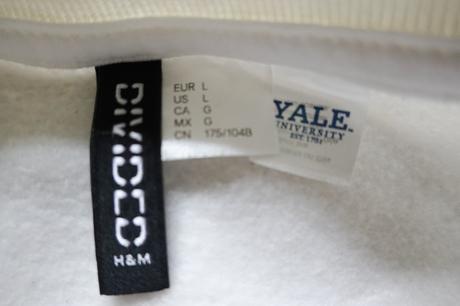 DIVIDED
H&M
EUR L
US L
CA G
MX G
CN 175/104B
YALE
UNIVERSITY
EST. 1701